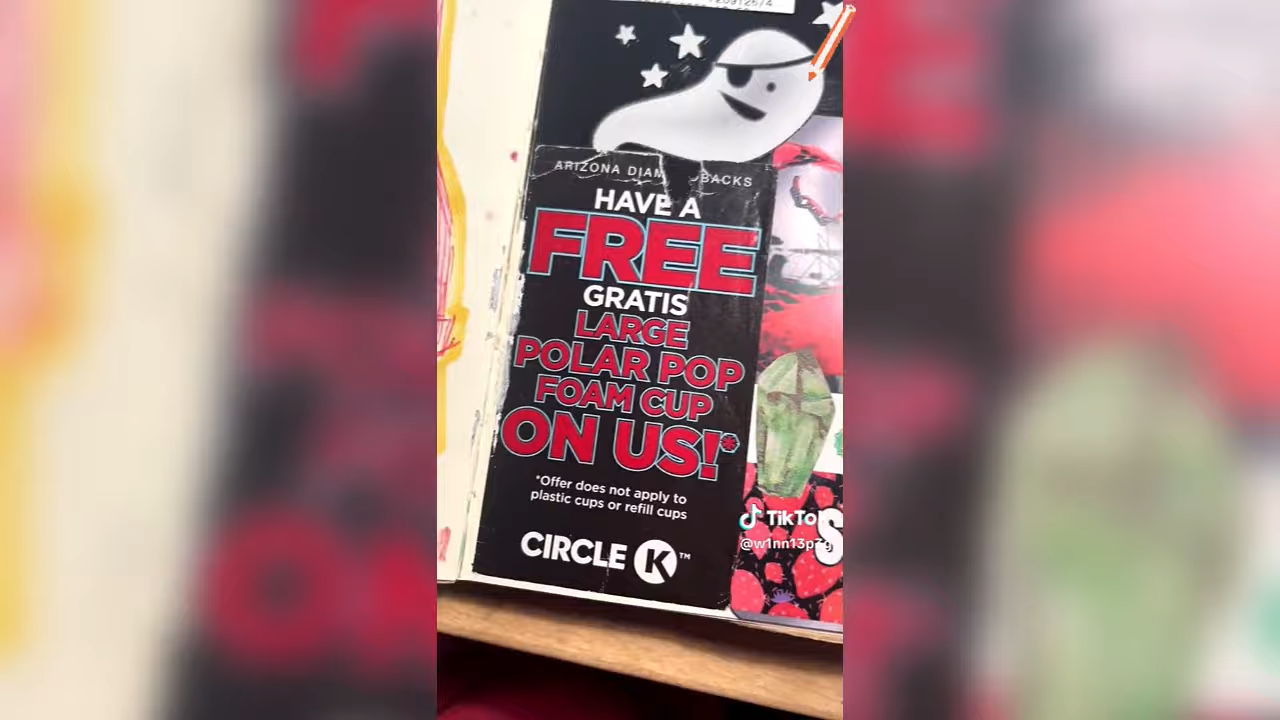 ARIZONA DIAM BACKS
HAVE A
FREE
GRATIS
LARGE
POLAR POP
FOAM CUP
ON US!*
*Offer does not apply to
plastic cups or refill cups
CIRCLE K™
TikTok